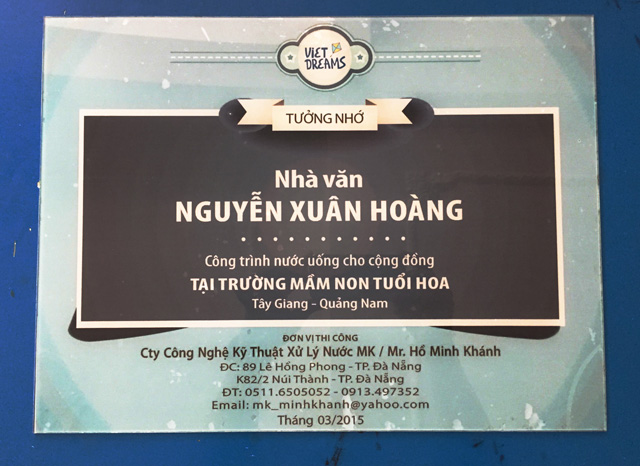 VIET
DREAMS
TƯỞNG NHỚ
Nhà văn
NGUYỄN XUÂN HOÀNG
Công trình nước uống cho cộng đồng
TẠI TRƯỜNG MẦM NON TUỔI HOA
Tây Giang - Quảng Nam
ĐƠN VỊ THI CÔNG
Cty Công Nghệ Kỹ Thuật Xử Lý Nước MK / Mr. Hồ Minh Khánh
ĐC: 89 Lê Hồng Phong - TP. Đà Nẵng
K82/2 Núi Thành - TP. Đà Nẵng
ĐT: 0511.6505052 - 0913.497352
Email: mk_minhkhanh@yahoo.com
Tháng 03/2015